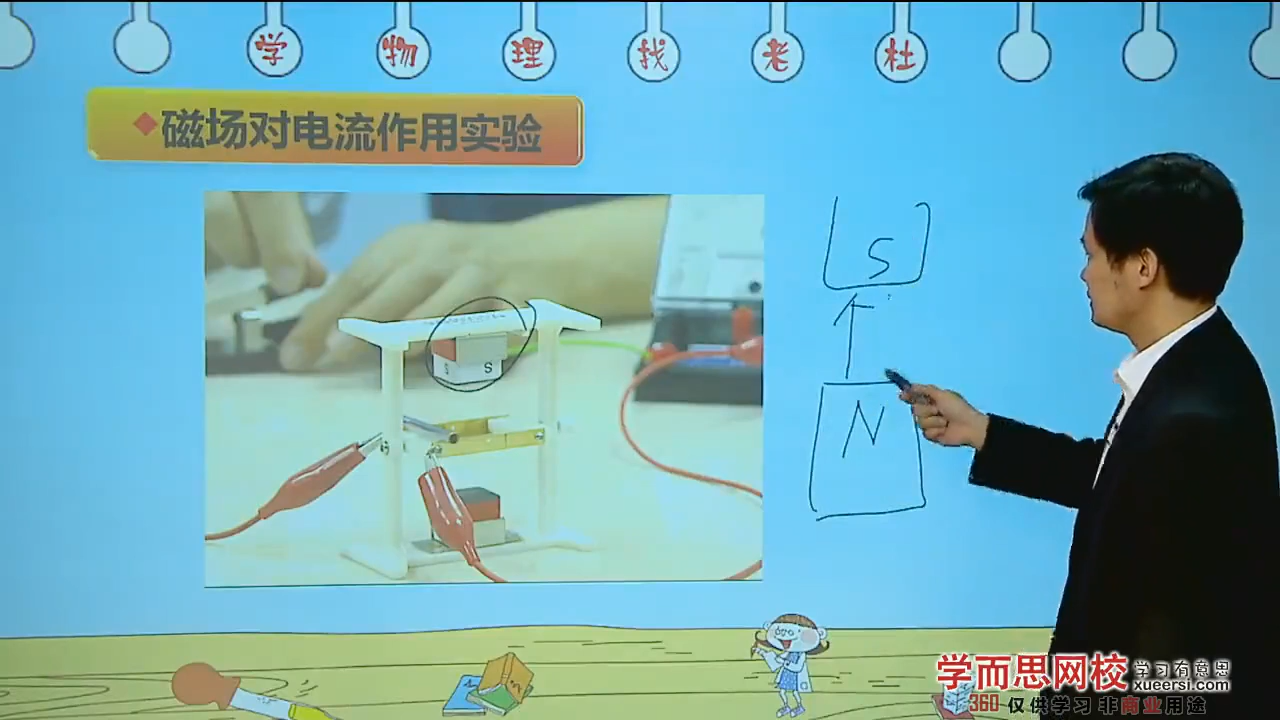 学物理找老杜
磁场对电流作用实验
S
S S
N
学而思网校 学习有意思
xueersi.com
360 仅供学习 非商业用途